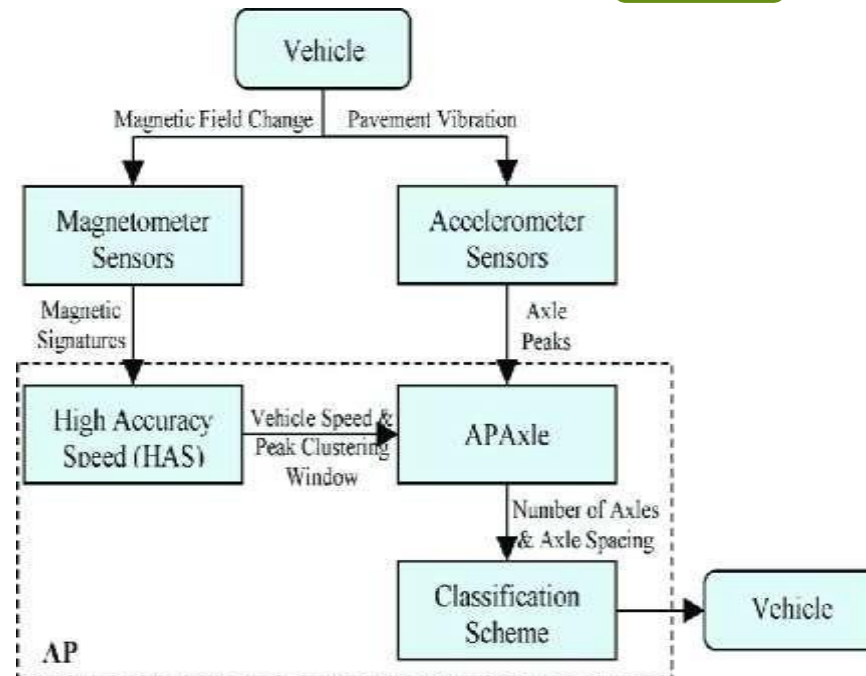 Vehicle
Magnetic Field Change
Pavement Vibration
Magnetometer
Sensors
Accelerometer
Sensors
Magnetic
Signatures
Axle
Peaks
High Accuracy
Speed (HAS)
Vehicle Speed &
Peak Clustering
Window
APAxle
Number of Axles
& Axle Spacing
Classification
Scheme
Vehicle
AP